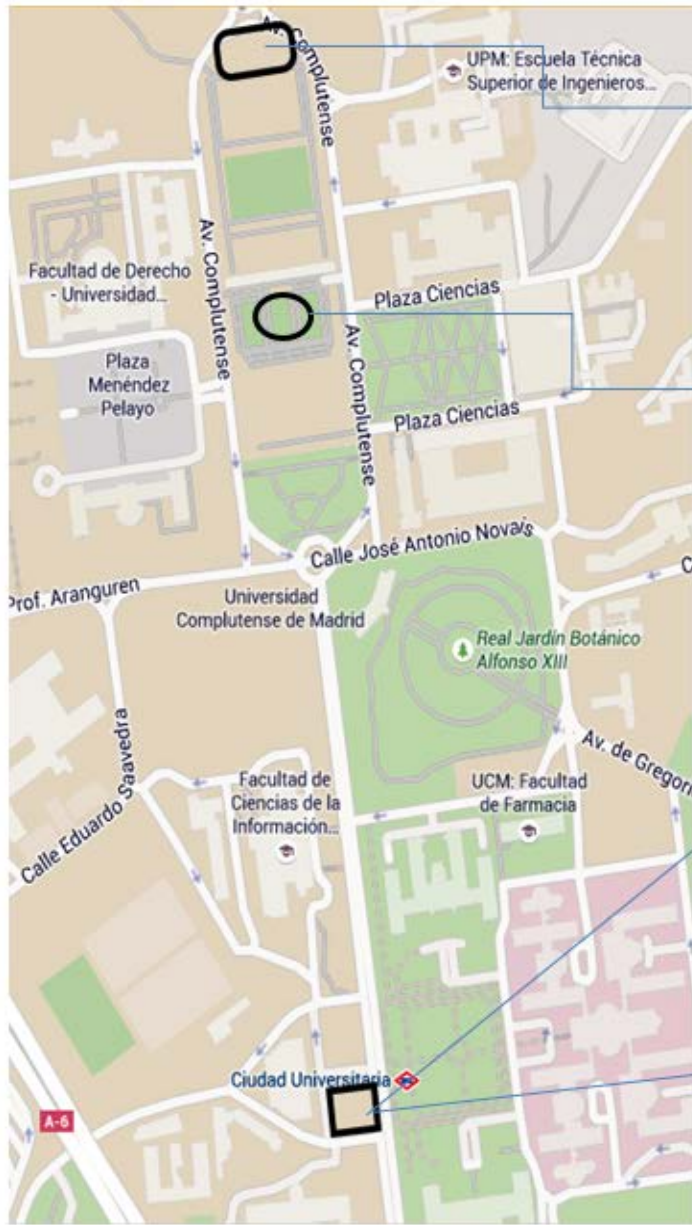 Av. Complutense
UPM: Escuela Técnica
Superior de Ingenieros...
Av. Complutense
Facultad de Derecho
- Universidad...
Plaza Ciencias
Av. Complutense
Plaza
Menéndez
Pelayo
Plaza Ciencias
Calle José Antonio Nováis
Prof. Aranguren
C
Universidad
Complutense de Madrid
Real Jardín Botánico
Alfonso XIII
Av. de Gregori
Calle Eduardo Saavedra
Facultad de
Ciencias de la
Información...
UCM: Facultad
de Farmacia
Ciudad Universitaria
A-6